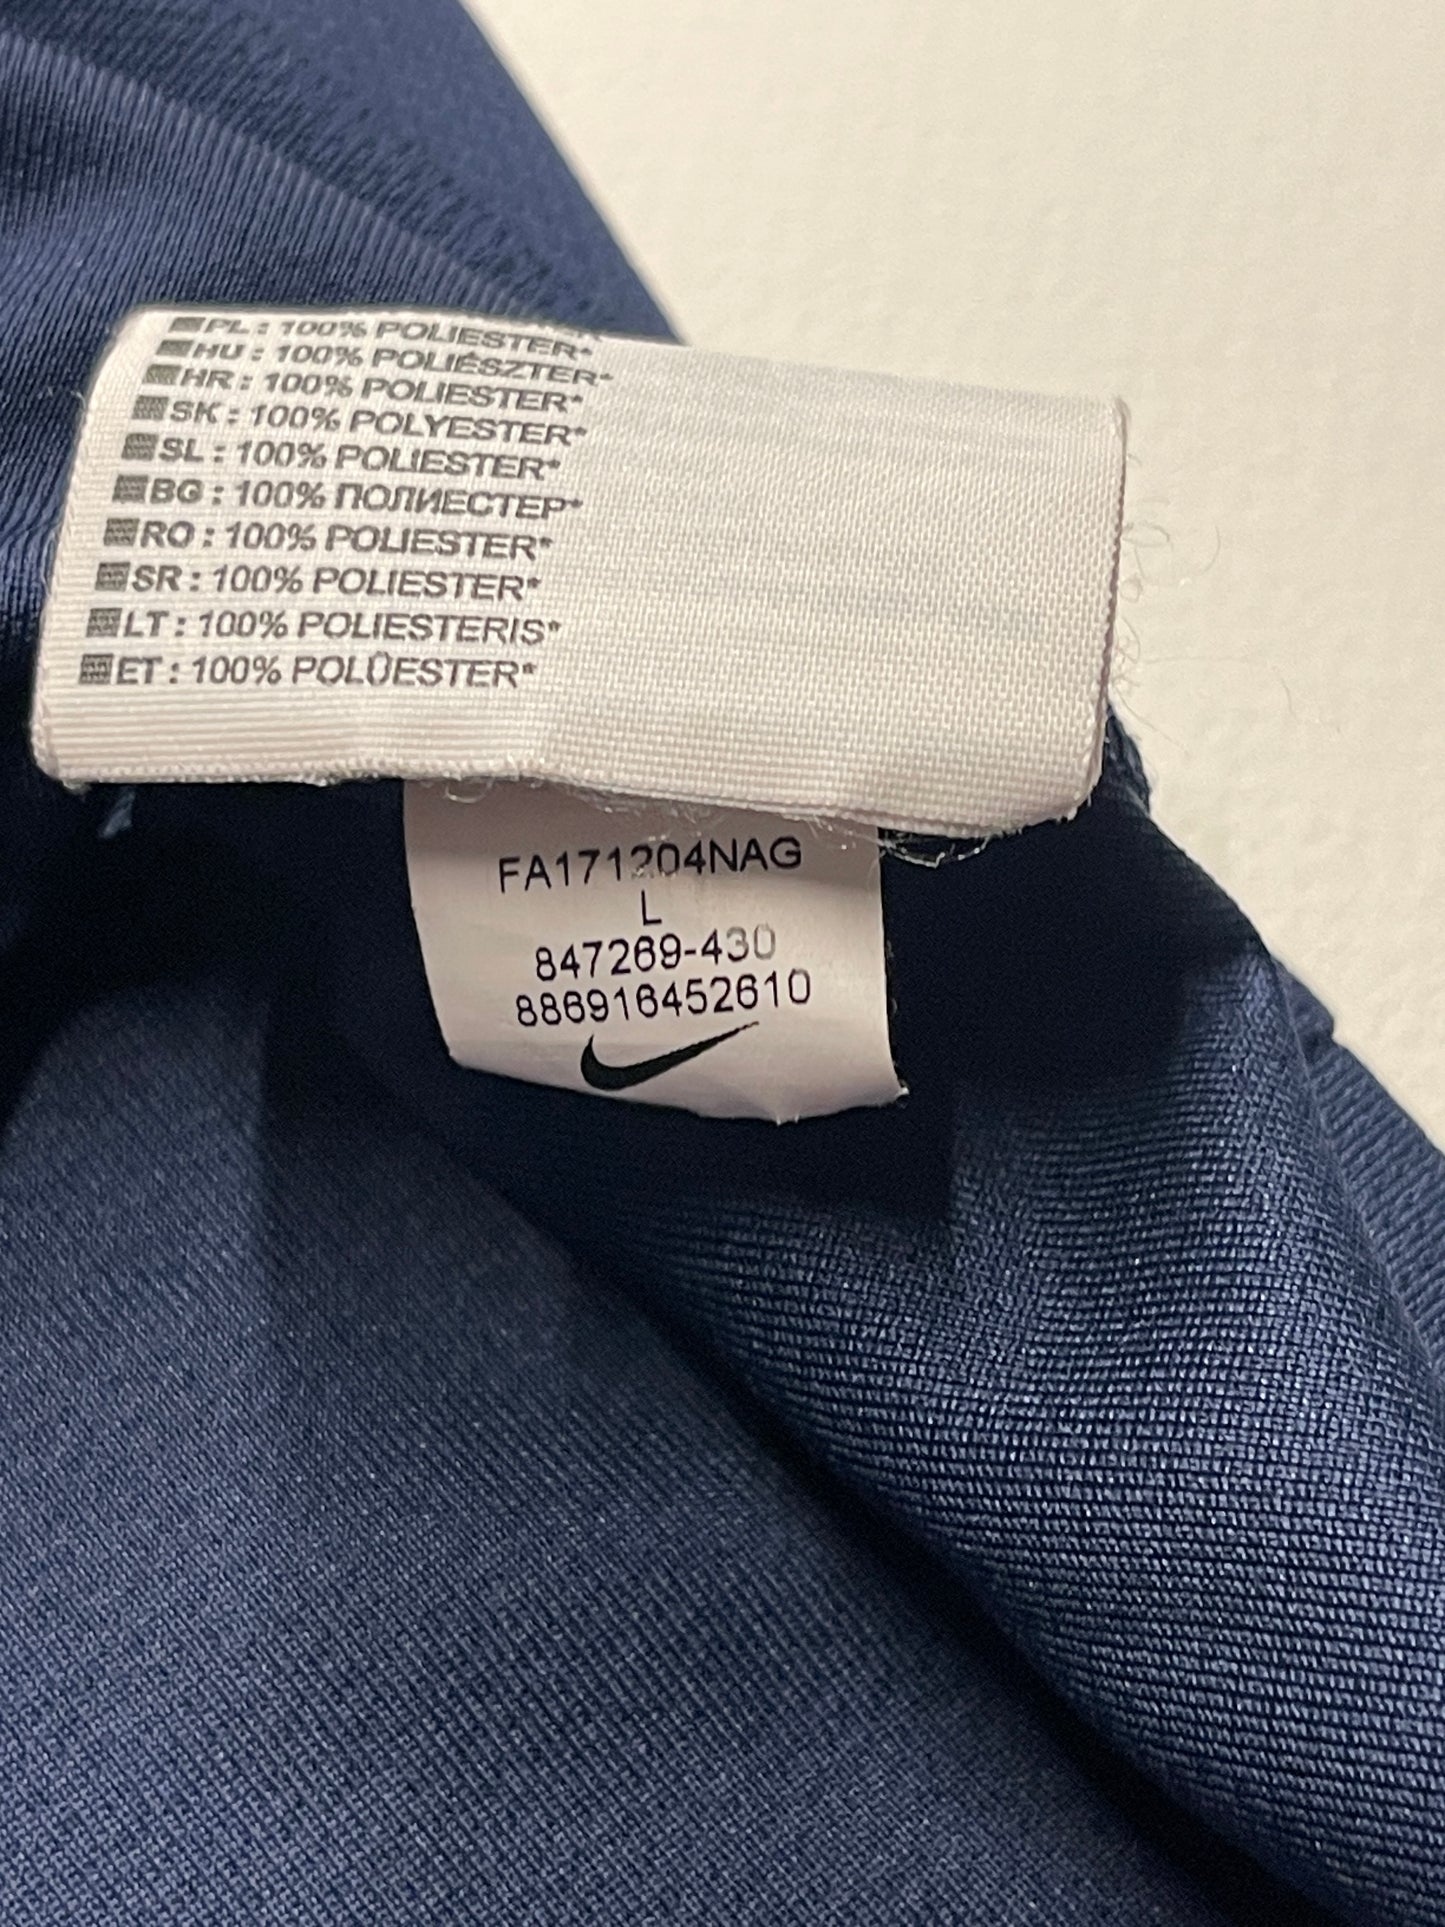 PL : 100% POLIESTER*
HU : 100% POLIÉSZTER*
HR : 100% POLIESTER*
SK : 100% POLYESTER*
SL : 100% POLIESTER*
BG : 100% ПОЛИЕСТЕР*
RO : 100% POLIESTER*
SR : 100% POLIESTER*
LT : 100% POLIESTERIS*
ET : 100% POLÜESTER*
FA171204NAG
L
847269-430
886916452610